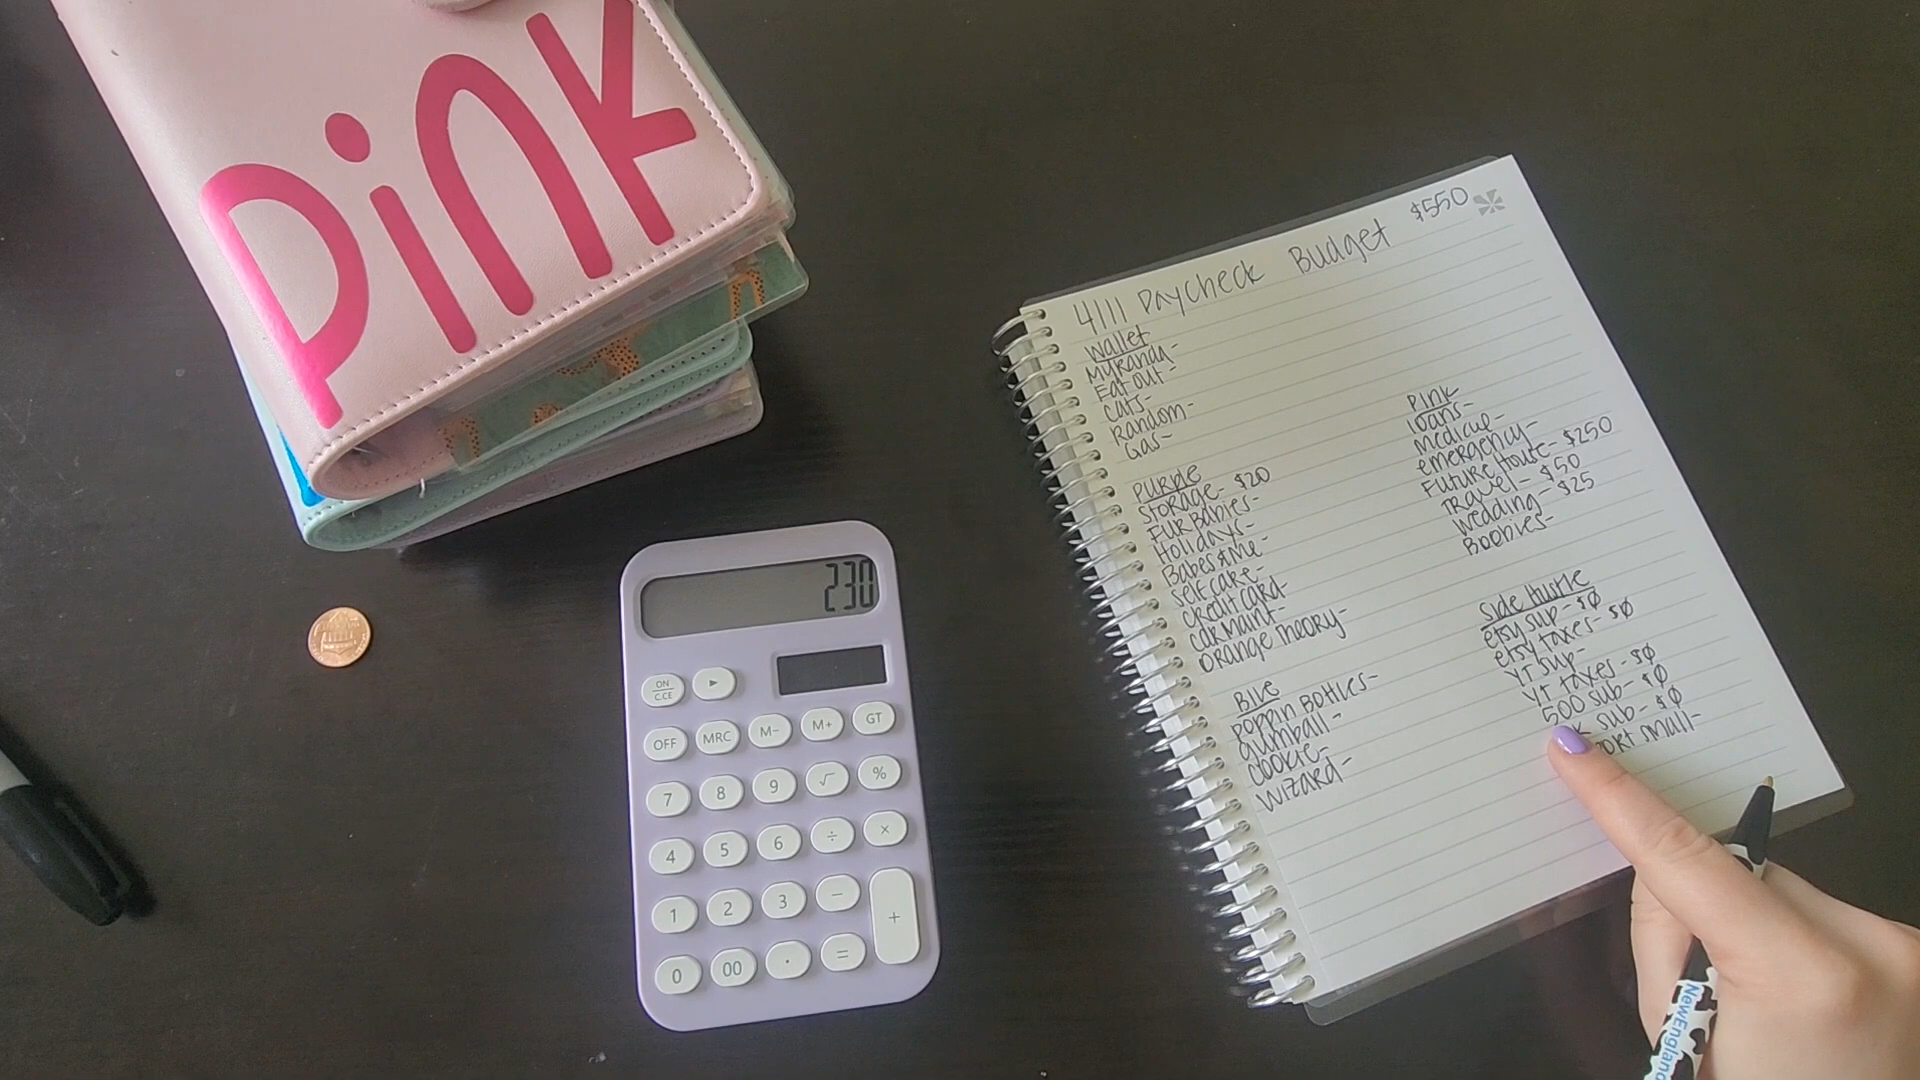 pink
4/11 Paycheck Budget $550
Wallet
Myranda-
Eat out-
Cats-
Random-
Gas-
Purple
Storage- $20
Fur Babies-
Holidays-
Babes & Me-
Self care-
Credit card-
Car Maint-
Orange Theory-
Blue
Poppin Bottles-
Gumball-
Cookie-
Wizard-
Pink
loans-
Medical-
emergency-
Future House- $250
Travel- $50
Wedding- $25
Boobies-
Side Hustle
etsy sup- $0
etsy taxes- $0
YT sup-
YT taxes- $0
500 sub- $0
sub- $0
small-
230
ON
C.CE
▶
OFF MRC M- M+ GT
7 8 9 √ %
4 5 6 ÷ ×
1 2 3 −
+
0 00 . =
NewEngland